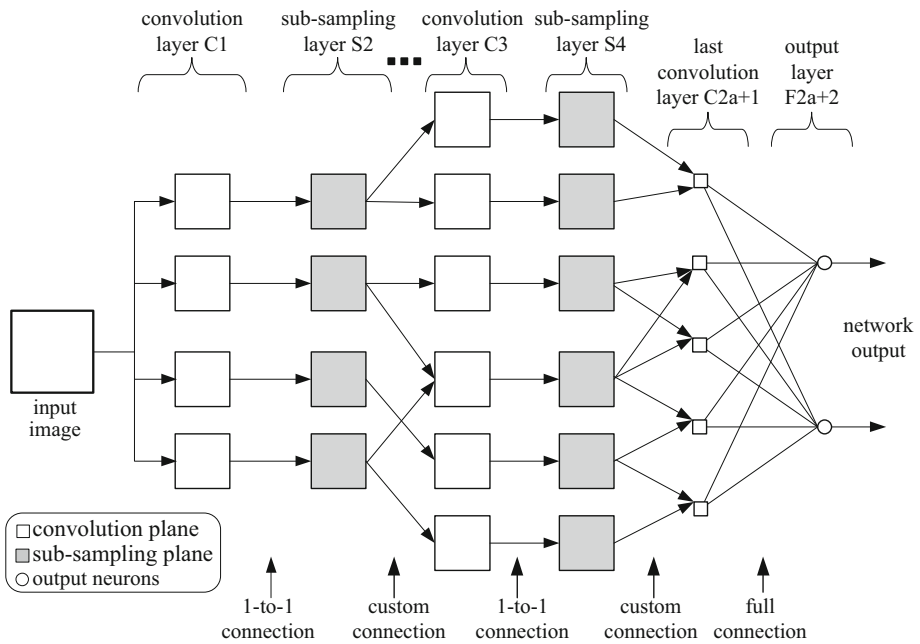 convolution
layer C1
sub-sampling
layer S2
convolution
layer C3
sub-sampling
layer S4
last
convolution
layer C2a+1
output
layer
F2a+2
input
image
network
output
convolution plane
sub-sampling plane
output neurons
1-to-1
connection
custom
connection
1-to-1
connection
custom
connection
full
connection